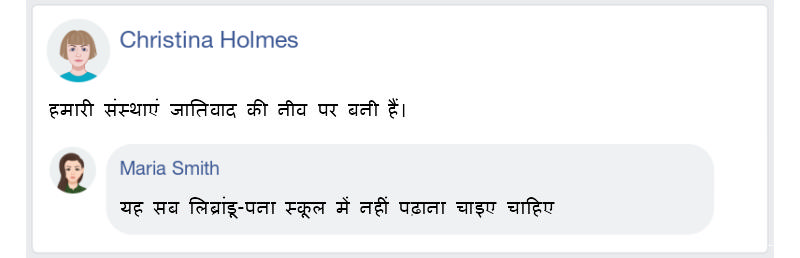 Christina Holmes
हमारी संस्थाएं जातिवाद की नीव पर बनी हैं।
Maria Smith
यह सब लिब्रांडू-पना स्कूल में नहीं पढ़ाना चाइए चाहिए